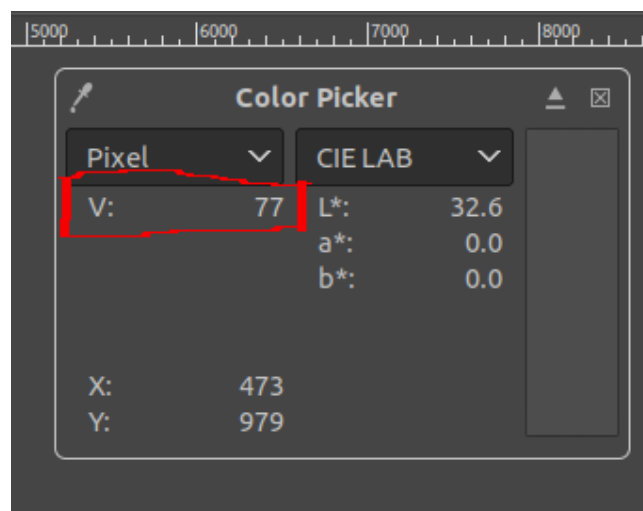 5000 6000 7000 8000
Color Picker
Pixel CIE LAB
V: 77 L*: 32.6
a*: 0.0
b*: 0.0
X: 473
Y: 979